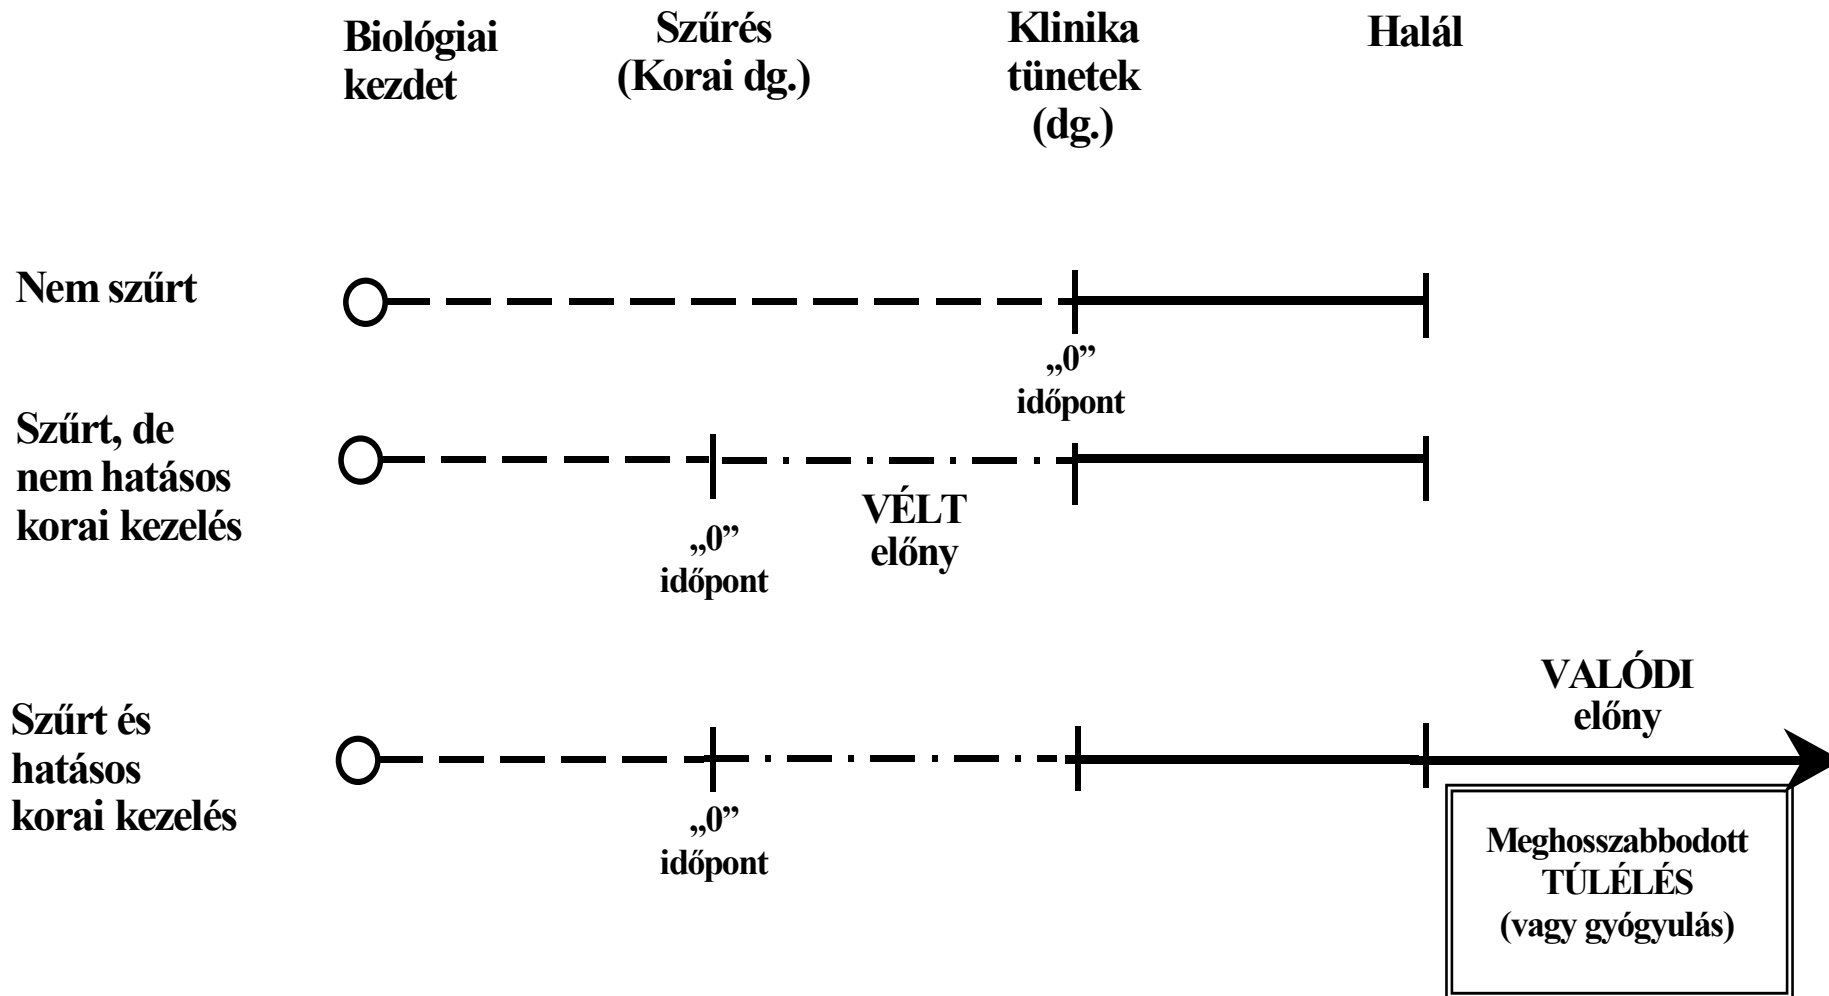 Biológiai
kezdet
Szűrés
(Korai dg.)
Klinika
tünetek
(dg.)
Halál
Nem szűrt
„0”
időpont
Szűrt, de
nem hatásos
korai kezelés
„0”
időpont
VÉLT
előny
Szűrt és
hatásos
korai kezelés
„0”
időpont
VALÓDI
előny
Meghosszabbodott
TÚLÉLÉS
(vagy gyógyulás)